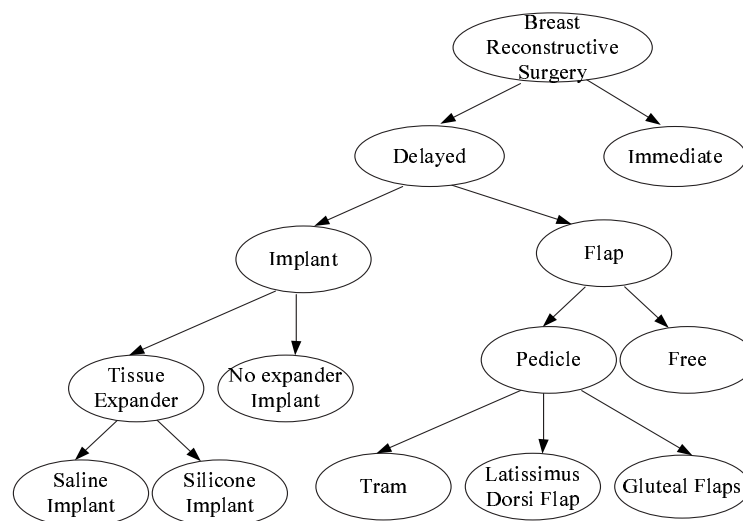 Breast
Reconstructive
Surgery
Delayed
Immediate
Implant
Flap
Tissue
Expander
No expander
Implant
Pedicle
Free
Saline
Implant
Silicone
Implant
Tram
Latissimus
Dorsi Flap
Gluteal Flaps